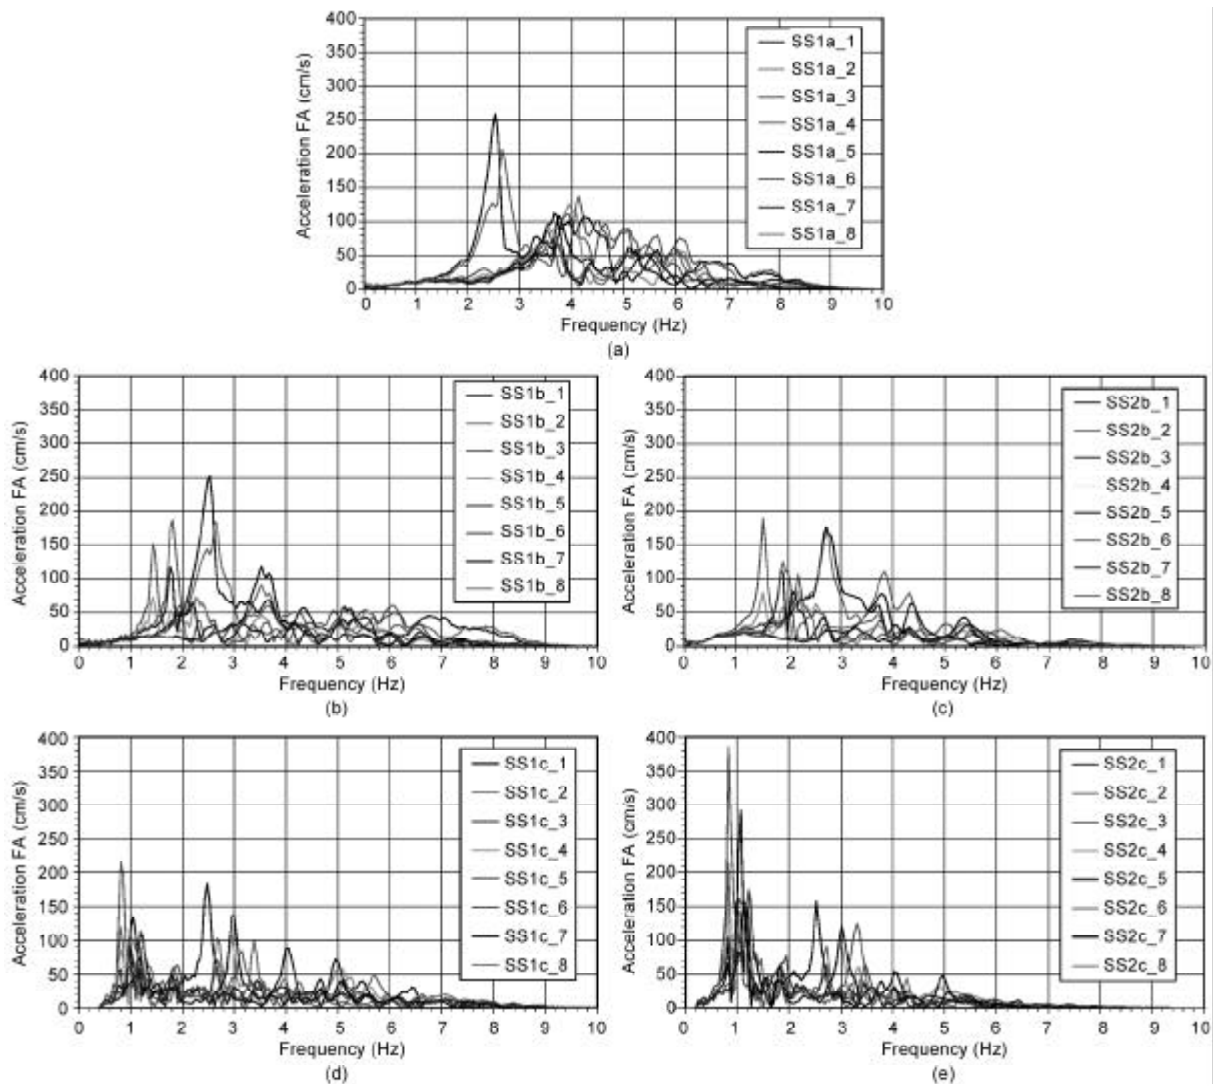 400
350
300
250
200
150
100
50
0
Acceleration FA (cm/s)
SS1a_1
SS1a_2
SS1a_3
SS1a_4
SS1a_5
SS1a_6
SS1a_7
SS1a_8
0 1 2 3 4 5 6 7 8 9 10
Frequency (Hz)
(a)
400
350
300
250
200
150
100
50
0
Acceleration FA (cm/s)
SS1b_1
SS1b_2
SS1b_3
SS1b_4
SS1b_5
SS1b_6
SS1b_7
SS1b_8
0 1 2 3 4 5 6 7 8 9 10
Frequency (Hz)
(b)
400
350
300
250
200
150
100
50
0
Acceleration FA (cm/s)
SS2b_1
SS2b_2
SS2b_3
SS2b_4
SS2b_5
SS2b_6
SS2b_7
SS2b_8
0 1 2 3 4 5 6 7 8 9 10
Frequency (Hz)
(c)
400
350
300
250
200
150
100
50
0
Acceleration FA (cm/s)
SS1c_1
SS1c_2
SS1c_3
SS1c_4
SS1c_5
SS1c_6
SS1c_7
SS1c_8
0 1 2 3 4 5 6 7 8 9 10
Frequency (Hz)
(d)
400
350
300
250
200
150
100
50
0
Acceleration FA (cm/s)
SS2c_1
SS2c_2
SS2c_3
SS2c_4
SS2c_5
SS2c_6
SS2c_7
SS2c_8
0 1 2 3 4 5 6 7 8 9 10
Frequency (Hz)
(e)